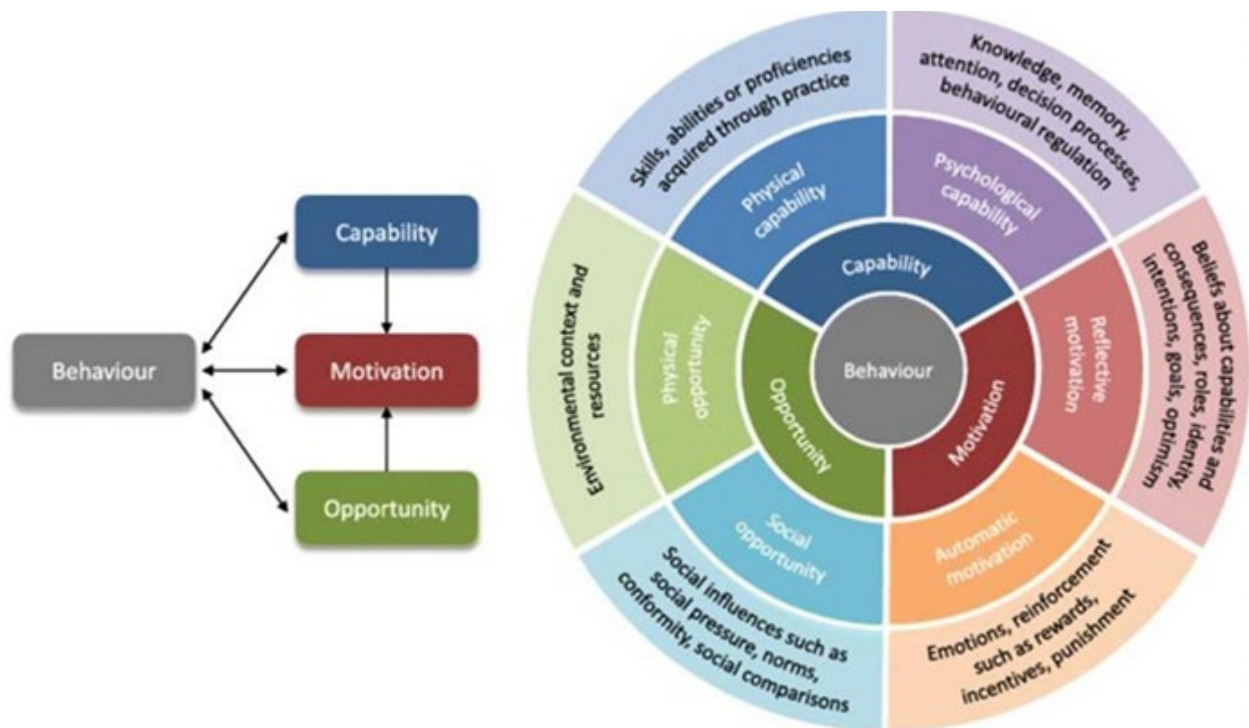 Capability
Behaviour
Motivation
Opportunity
Skills, abilities or proficiencies
acquired through practice
Knowledge, memory,
attention, decision processes,
behavioural regulation
Physical
capability
Psychological
capability
Capability
Environmental context and
resources
Physical
opportunity
Opportunity
Behaviour
Motivation
Reflective
motivation
Beliefs about capabilities and
consequences, roles, identity,
intentions, goals, optimism
Social
opportunity
Automatic
motivation
Social influences such as
social pressure, norms,
conformity, social comparisons
Emotions, reinforcement
such as rewards,
incentives, punishment